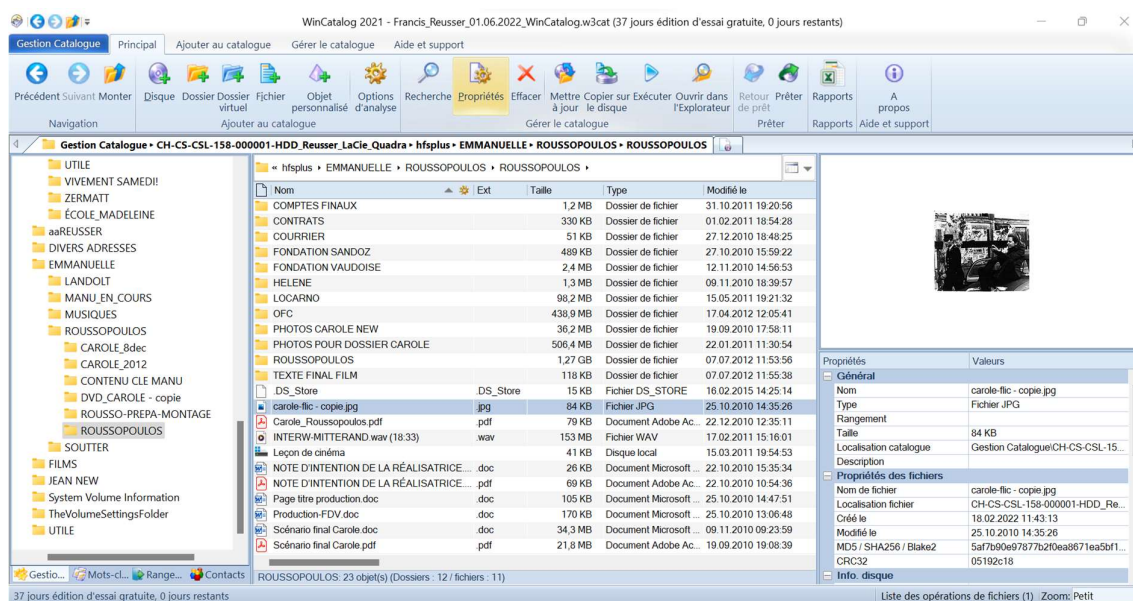 WinCatalog 2021 - Francis_Reusser_01.06.2022_WinCatalog.w3cat (37 jours édition d'essai gratuite, 0 jours restants)
Gestion Catalogue Principal Ajouter au catalogue Gérer le catalogue Aide et support
Précédent Suivant Monter Disque Dossier Dossier virtuel Fichier Objet personnalisé Options d'analyse Recherche Propriétés Effacer Mettre à jour Copier sur le disque Exécuter Ouvrir dans l'Explorateur Retour de prêt Prêter Rapports A propos
Navigation Ajouter au catalogue Gérer le catalogue Prêter Rapports Aide et support
Gestion Catalogue ▸ CH-CS-CSL-158-000001-HDD_Reusser_LaCie_Quadra ▸ hfsplus ▸ EMMANUELLE ▸ ROUSSOPOULOS ▸ ROUSSOPOULOS
UTILE
VIVEMENT SAMEDI!
ZERMATT
ÉCOLE_MADELEINE
aaREUSSER
DIVERS ADRESSES
EMMANUELLE
LANDOLT
MANU_EN_COURS
MUSIQUES
ROUSSOPOULOS
CAROLE_8dec
CAROLE_2012
CONTENU CLE MANU
DVD_CAROLE - copie
ROUSSO-PREPA-MONTAGE
ROUSSOPOULOS
SOUTTER
FILMS
JEAN NEW
System Volume Information
TheVolumeSettingsFolder
UTILE
Gestio... Mots-cl... Range... Contacts
« hfsplus ▸ EMMANUELLE ▸ ROUSSOPOULOS ▸ ROUSSOPOULOS ▸
Nom Ext Taille Type Modifié le
COMPTES FINAUX 1,2 MB Dossier de fichier 31.10.2011 19:20:56
CONTRATS 330 KB Dossier de fichier 01.02.2011 18:54:28
COURRIER 51 KB Dossier de fichier 27.12.2010 18:48:25
FONDATION SANDOZ 489 KB Dossier de fichier 27.10.2010 15:59:22
FONDATION VAUDOISE 2,4 MB Dossier de fichier 12.11.2010 14:56:53
HELENE 1,3 MB Dossier de fichier 09.11.2010 18:39:57
LOCARNO 98,2 MB Dossier de fichier 15.05.2011 19:21:32
OFC 438,9 MB Dossier de fichier 17.04.2012 12:05:41
PHOTOS CAROLE NEW 36,2 MB Dossier de fichier 19.09.2010 17:58:11
PHOTOS POUR DOSSIER CAROLE 506,4 MB Dossier de fichier 22.01.2011 11:30:54
ROUSSOPOULOS 1,27 GB Dossier de fichier 07.07.2012 11:53:56
TEXTE FINAL FILM 118 KB Dossier de fichier 07.07.2012 11:55:38
.DS_Store .DS_Store 15 KB Fichier DS_STORE 16.02.2015 14:25:14
carole-flic - copie.jpg .jpg 84 KB Fichier JPG 25.10.2010 14:35:26
Carole_Roussopoulos.pdf .pdf 79 KB Document Adobe Ac... 22.12.2010 12:35:11
INTERW-MITTERAND.wav (18:33) .wav 153 MB Fichier WAV 17.02.2011 15:16:01
Leçon de cinéma 41 KB Disque local 15.03.2011 19:54:53
NOTE D'INTENTION DE LA RÉALISATRICE.... .doc 26 KB Document Microsoft ... 22.10.2010 15:35:34
NOTE D'INTENTION DE LA RÉALISATRICE.... .pdf 69 KB Document Adobe Ac... 22.10.2010 10:54:36
Page titre production.doc .doc 105 KB Document Microsoft ... 25.10.2010 14:47:51
Production-FDV.doc .doc 170 KB Document Microsoft ... 25.10.2010 13:06:48
Scénario final Carole.doc .doc 34,3 MB Document Microsoft ... 09.11.2010 09:23:59
Scénario final Carole.pdf .pdf 21,8 MB Document Adobe Ac... 19.09.2010 19:08:39
ROUSSOPOULOS: 23 objet(s) (Dossiers : 12 / fichiers : 11)
Propriétés Valeurs
Général
Nom carole-flic - copie.jpg
Type Fichier JPG
Rangement
Taille 84 KB
Localisation catalogue Gestion Catalogue\CH-CS-CSL-15...
Description
Propriétés des fichiers
Nom de fichier carole-flic - copie.jpg
Localisation fichier CH-CS-CSL-158-000001-HDD_Re...
Créé le 18.02.2022 11:43:13
Modifié le 25.10.2010 14:35:26
MD5 / SHA256 / Blake2 5af7b90e97877b2f0ea8671ea5bf1...
CRC32 05192c18
Info. disque
37 jours édition d'essai gratuite, 0 jours restants Liste des opérations de fichiers (1) Zoom: Petit